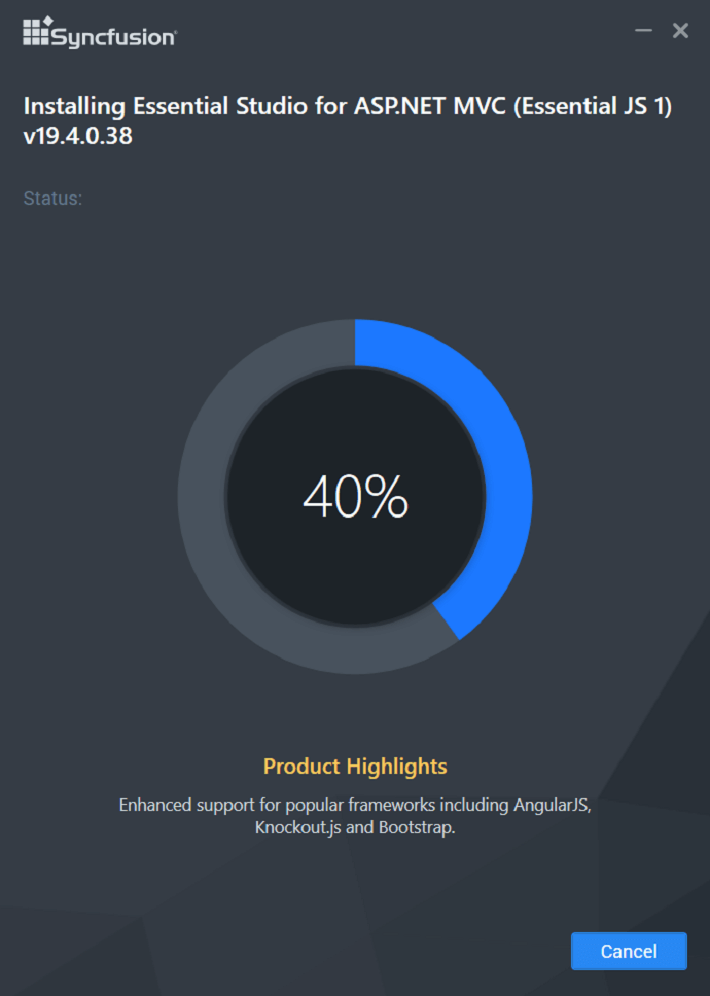 Syncfusion
Installing Essential Studio for ASP.NET MVC (Essential JS 1)
v19.4.0.38
Status:
40%
Product Highlights
Enhanced support for popular frameworks including AngularJS,
Knockout.js and Bootstrap.
Cancel